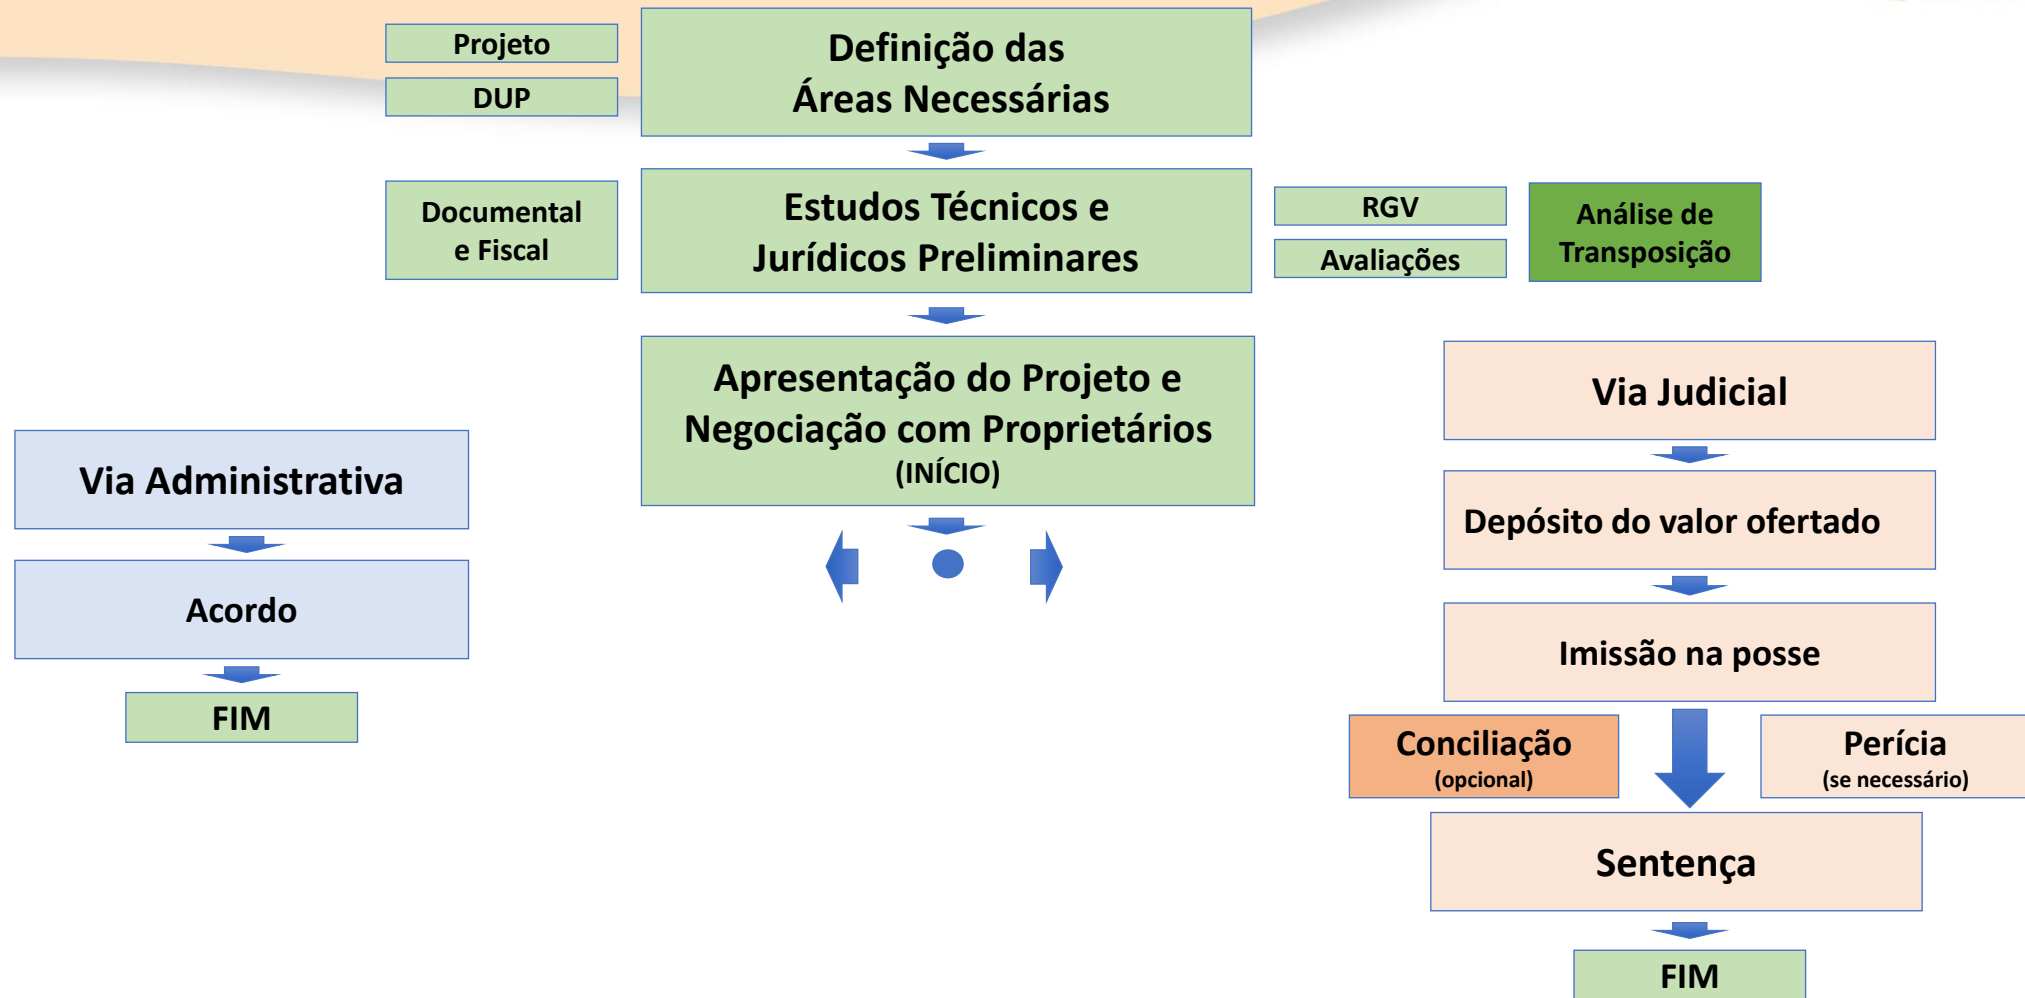 Projeto
DUP
Definição das
Áreas Necessárias
Documental
e Fiscal
Estudos Técnicos e
Jurídicos Preliminares
RGV
Avaliações
Análise de
Transposição
Apresentação do Projeto e
Negociação com Proprietários
(INÍCIO)
Via Administrativa
Acordo
FIM
Via Judicial
Depósito do valor ofertado
Imissão na posse
Conciliação
(opcional)
Perícia
(se necessário)
Sentença
FIM